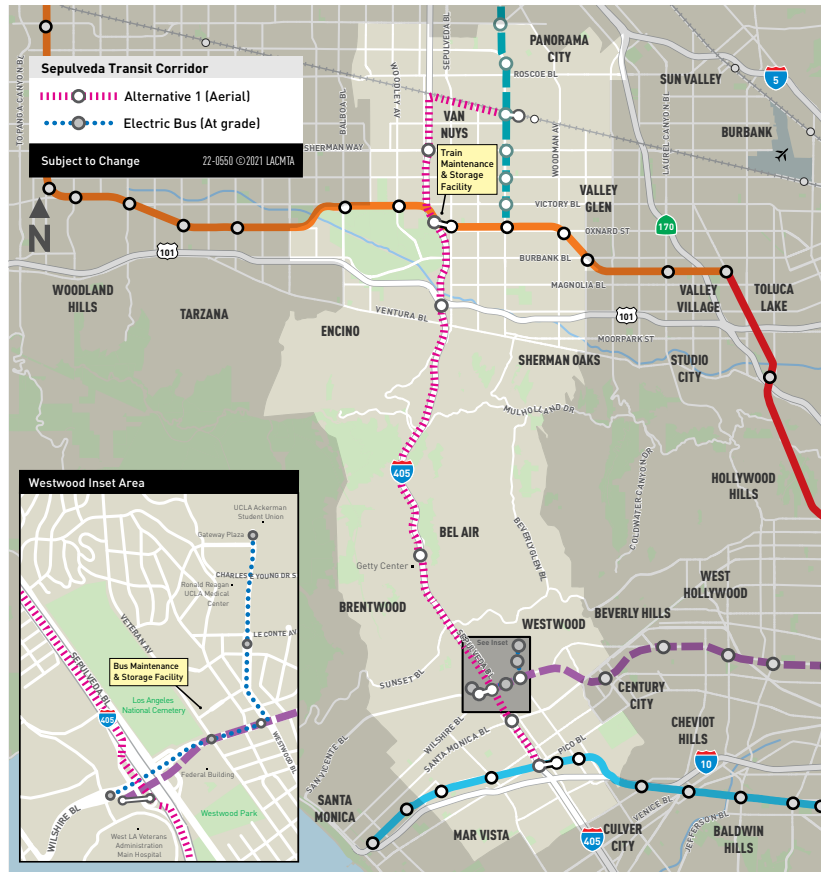 SEPULVEDA BL
PANORAMA
CITY
ROSCOE BL
WOODLEY AV
BALBOA BL
TOPANGA CANYON BL
SUN VALLEY
5
LAUREL CANYON BL
BURBANK
Sepulveda Transit Corridor
Alternative 1 (Aerial)
Electric Bus (At grade)
Subject to Change
22-0550 ©2021 LACMTA
SHERMAN WAY
VAN
NUYS
WOODMAN AV
Train
Maintenance
& Storage
Facility
VALLEY
GLEN
VICTORY BL
OXNARD ST
170
N
101
BURBANK BL
MAGNOLIA BL
WOODLAND
HILLS
TARZANA
VENTURA BL
ENCINO
VALLEY
VILLAGE
TOLUCA
LAKE
101
MOORPARK ST
SHERMAN OAKS
STUDIO
CITY
MULHOLLAND DR
COLDWATER CANYON DR
405
HOLLYWOOD
HILLS
BEL AIR
BEVERLY GLEN BL
Getty Center
BRENTWOOD
WEST
HOLLYWOOD
BEVERLY HILLS
WESTWOOD
See Inset
SEPULVEDA BL
SUNSET BL
CENTURY
CITY
WILSHIRE BL
SANTA MONICA BL
PICO BL
CHEVIOT
HILLS
10
SAN VICENTE BL
SANTA
MONICA
MAR VISTA
VENICE BL
JEFFERSON BL
405
CULVER
CITY
BALDWIN
HILLS
Westwood Inset Area
UCLA Ackerman
Student Union
Gateway Plaza
CHARLES E YOUNG DR S
Ronald Reagan
UCLA Medical
Center
VETERAN AV
LE CONTE AV
Bus Maintenance
& Storage Facility
SEPULVEDA BL
405
Los Angeles
National Cemetery
WESTWOOD BL
Federal Building
WILSHIRE BL
Westwood Park
West LA Veterans
Administration
Main Hospital